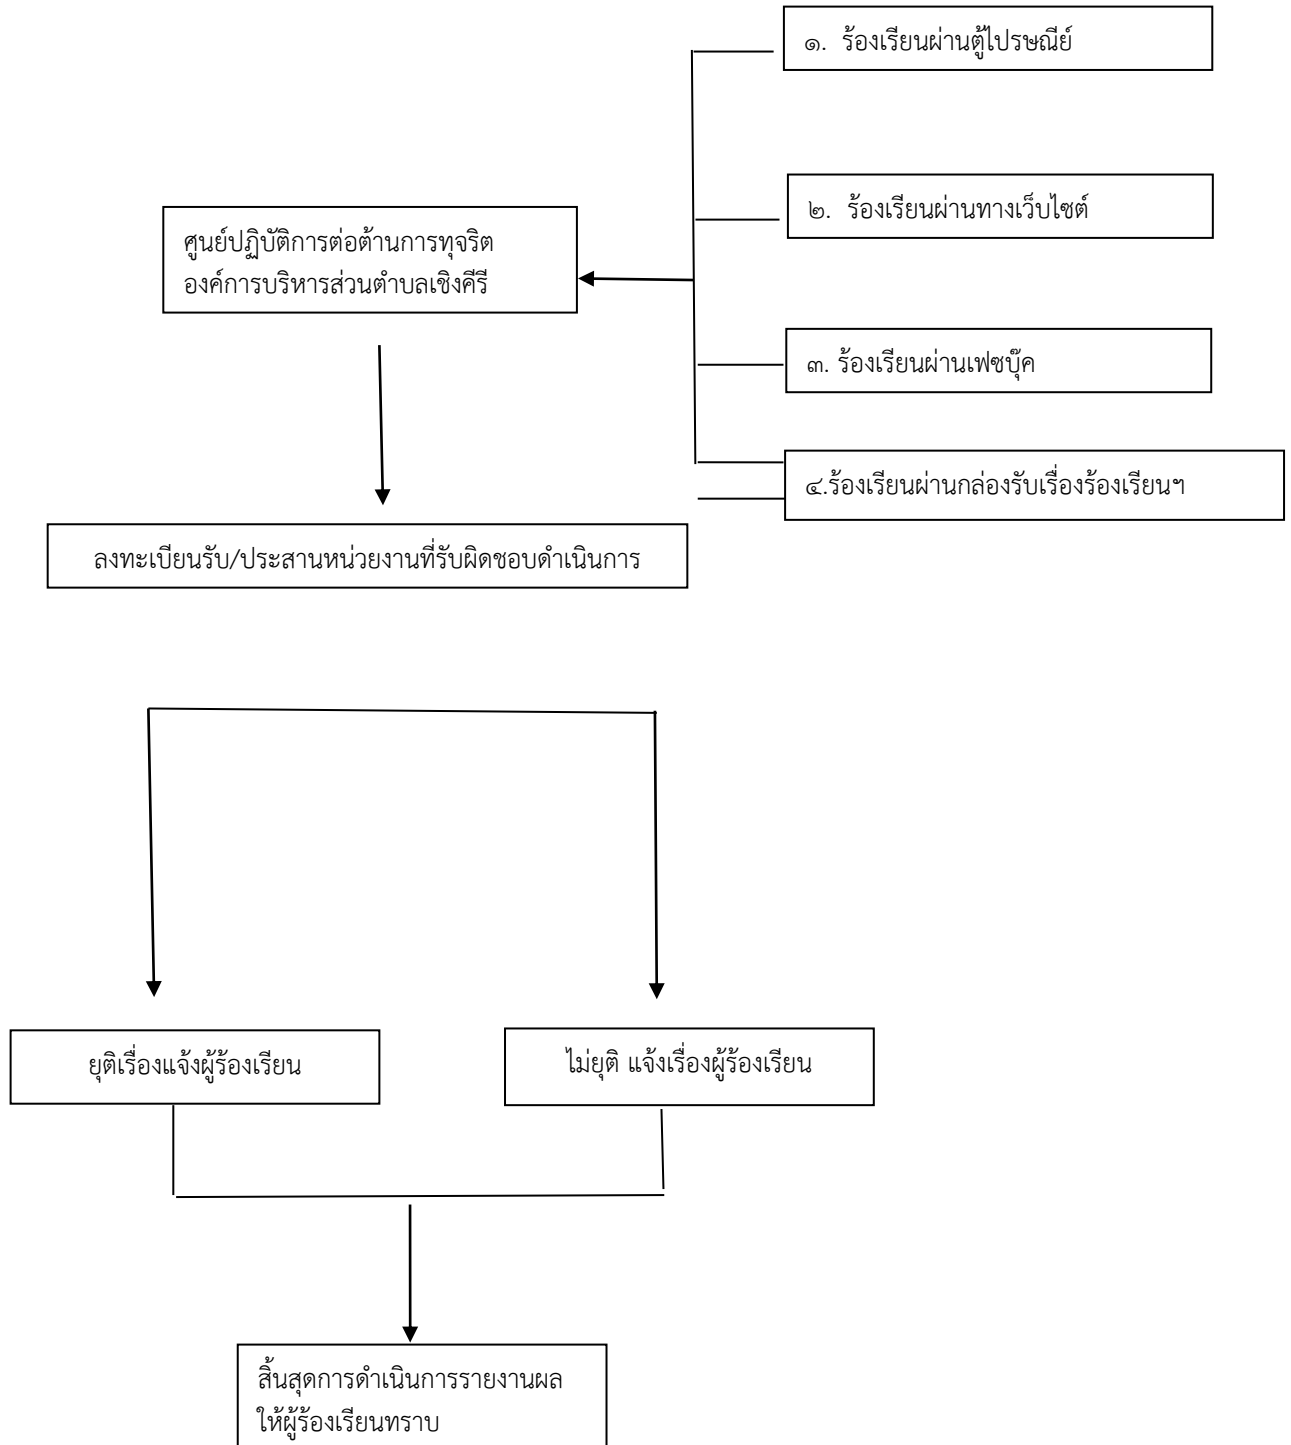 ๑. ร้องเรียนผ่านตู้ไปรษณีย์
๒. ร้องเรียนผ่านทางเว็บไซต์
ศูนย์ปฏิบัติการต่อต้านการทุจริต
องค์การบริหารส่วนตำบลเชิงคีรี
๓. ร้องเรียนผ่านเฟซบุ๊ค
๔.ร้องเรียนผ่านกล่องรับเรื่องร้องเรียนฯ
ลงทะเบียนรับ/ประสานหน่วยงานที่รับผิดชอบดำเนินการ
ยุติเรื่องแจ้งผู้ร้องเรียน
ไม่ยุติ แจ้งเรื่องผู้ร้องเรียน
สิ้นสุดการดำเนินการรายงานผล
ให้ผู้ร้องเรียนทราบ